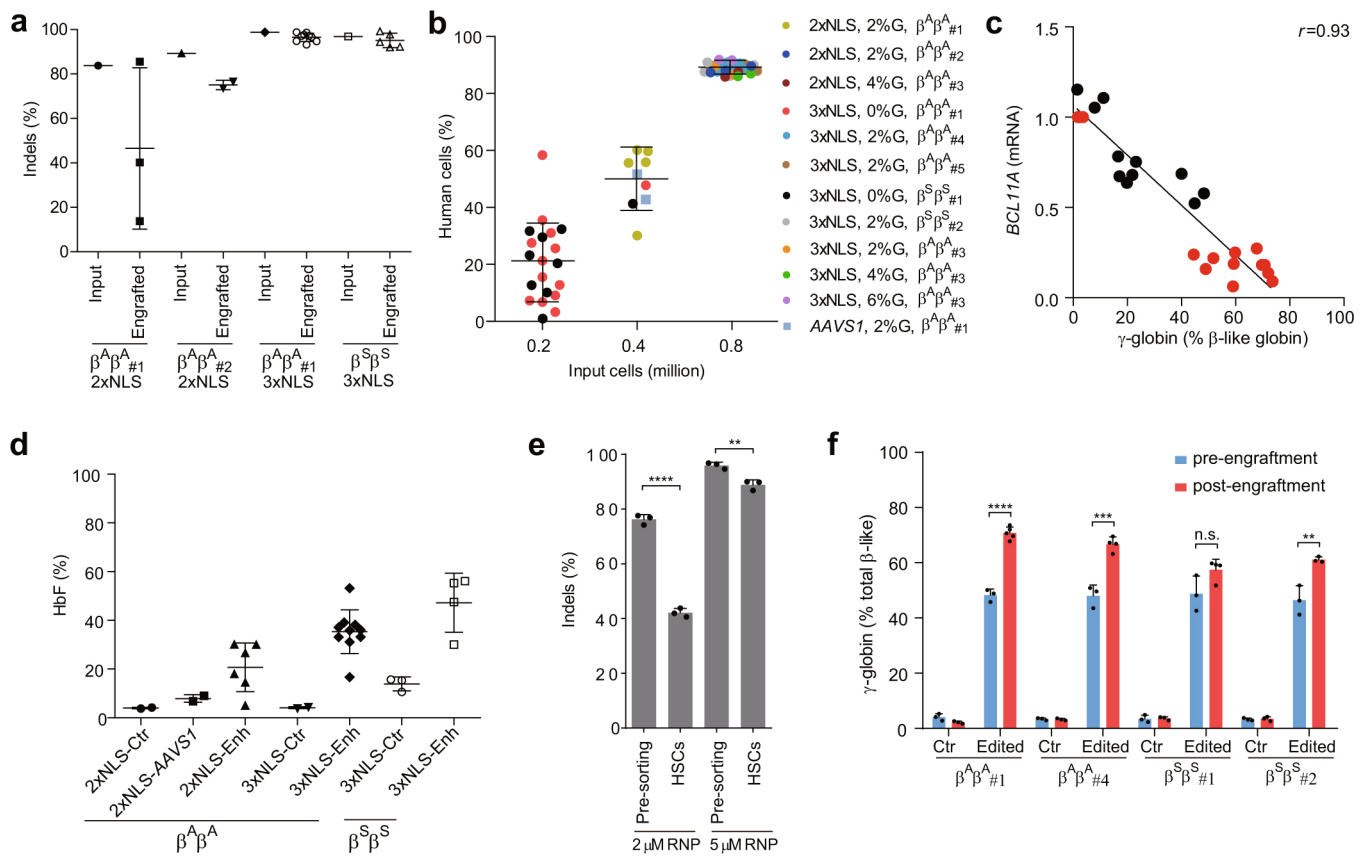 a
100
80
60
40
20
0
Indels (%)
Input
Engrafted
Input
Engrafted
Input
Engrafted
Input
Engrafted
βAβA#1
2xNLS
βAβA#2
2xNLS
βAβA#1
3xNLS
βSβS
3xNLS
b
100
80
60
40
20
0
Human cells (%)
0.2
0.4
0.8
Input cells (million)
2xNLS, 2%G, βAβA#1
2xNLS, 2%G, βAβA#2
2xNLS, 4%G, βAβA#3
3xNLS, 0%G, βAβA#1
3xNLS, 2%G, βAβA#4
3xNLS, 2%G, βAβA#5
3xNLS, 0%G, βSβS#1
3xNLS, 2%G, βSβS#2
3xNLS, 2%G, βAβA#3
3xNLS, 4%G, βAβA#3
3xNLS, 6%G, βAβA#3
AAVS1, 2%G, βAβA#1
c
r=0.93
1.5
1.0
0.5
0.0
BCL11A (mRNA)
0 20 40 60 80 100
γ-globin (% β-like globin)
d
100
80
60
40
20
0
HbF (%)
2xNLS-Ctr
2xNLS-AAVS1
2xNLS-Enh
3xNLS-Ctr
3xNLS-Enh
3xNLS-Ctr
3xNLS-Enh
βAβA
βSβS
e
100
80
60
40
20
0
Indels (%)
****
**
Pre-sorting
HSCs
Pre-sorting
HSCs
2 μM RNP
5 μM RNP
f
pre-engraftment
post-engraftment
100
80
60
40
20
0
γ-globin (% total β-like)
****
***
n.s.
**
Ctr Edited Ctr Edited Ctr Edited Ctr Edited
βAβA#1
βAβA#4
βSβS#1
βSβS#2